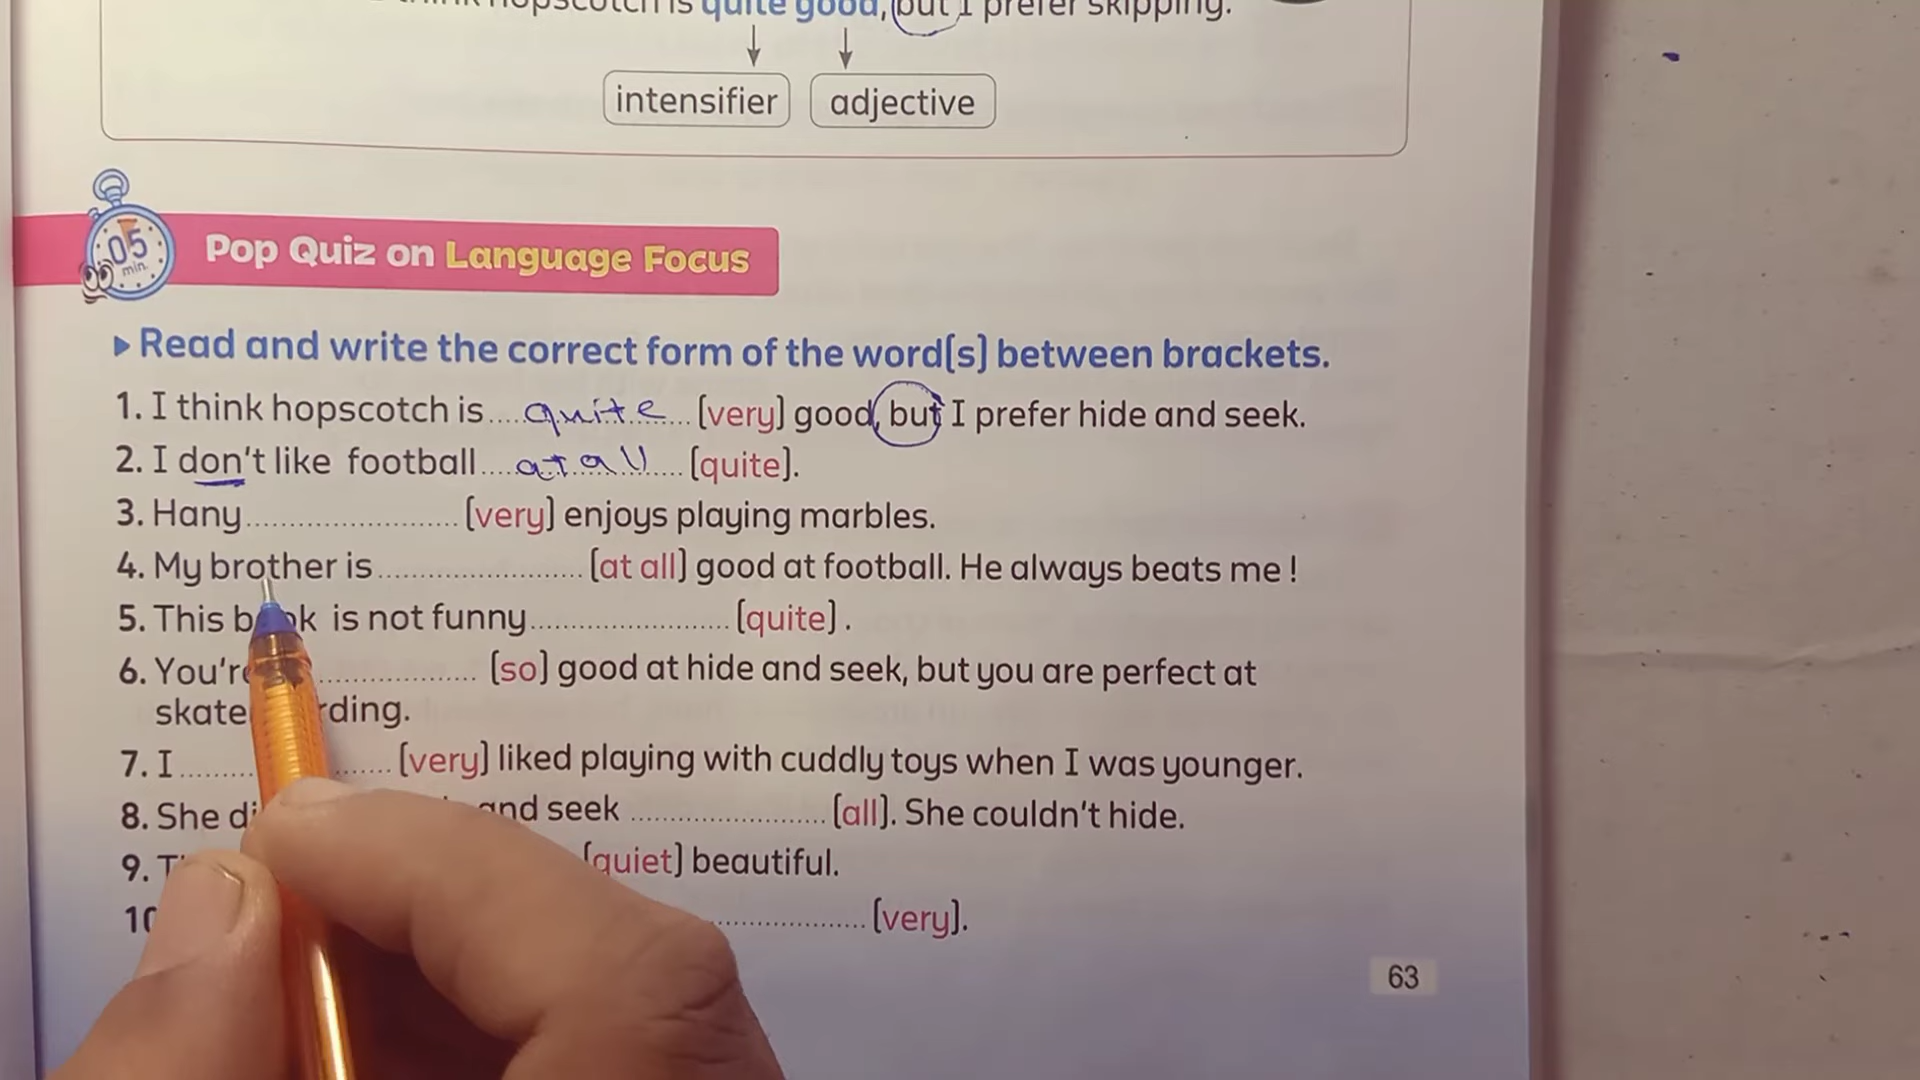 think hopscotch is quite good, but I prefer skipping.
intensifier adjective
05 min.
Pop Quiz on Language Focus
▸ Read and write the correct form of the word(s) between brackets.
1. I think hopscotch is .... quite .... (very) good, but I prefer hide and seek.
2. I don't like football .... at all .... (quite).
3. Hany .................... (very) enjoys playing marbles.
4. My brother is .................... (at all) good at football. He always beats me !
5. This book is not funny .................... (quite) .
6. You're .................... (so) good at hide and seek, but you are perfect at
skate rding.
7. I .................... (very) liked playing with cuddly toys when I was younger.
8. She and seek .................... (all). She couldn't hide.
9. (quiet) beautiful.
10 .................... (very).
63